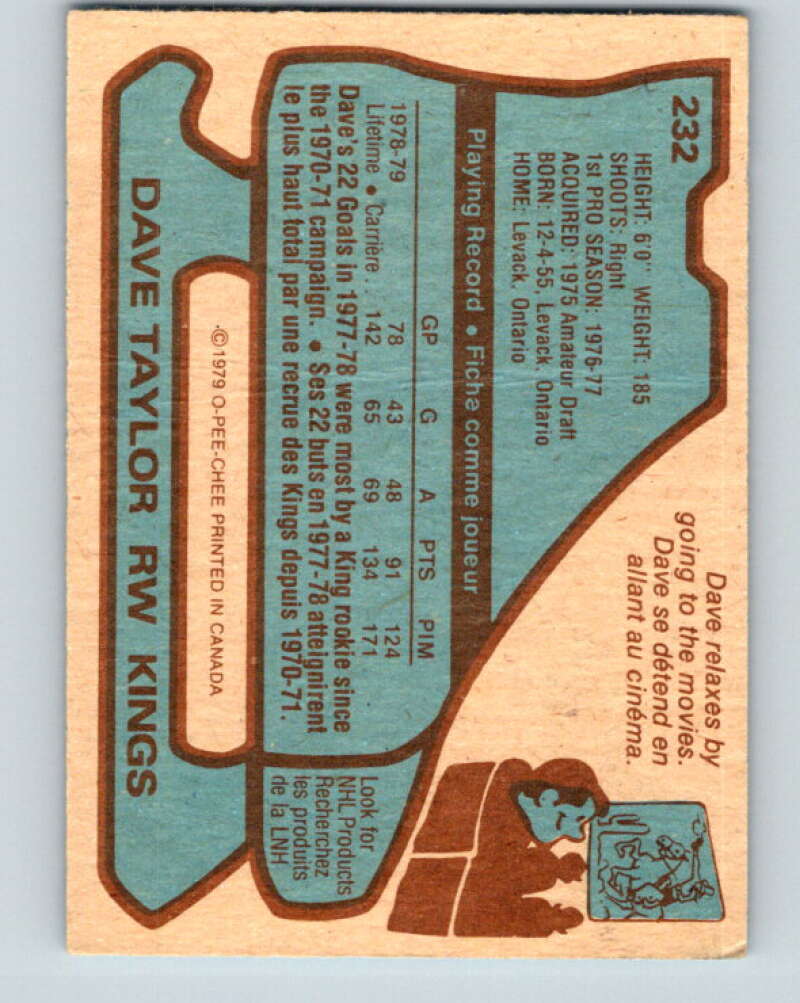 232
HEIGHT: 6'0" WEIGHT: 185
SHOOTS: Right
1st PRO SEASON: 1976-77
ACQUIRED: 1975 Amateur Draft
BORN: 12-4-55, Levack, Ontario
HOME: Levack, Ontario
Dave relaxes by
going to the movies.
Dave se détend en
allant au cinéma.
Playing Record • Fiche comme joueur
GP G A PTS PIM
1978-79 78 43 48 91 124
Lifetime • Carrière .. 142 65 69 134 171
Dave's 22 Goals in 1977-78 were most by a King rookie since
the 1970-71 campaign. • Ses 22 buts en 1977-78 atteignirent
le plus haut total par une recrue des Kings depuis 1970-71.
Look for
NHL Products
Recherchez
les produits
de la LNH
©1979 O-PEE-CHEE PRINTED IN CANADA
DAVE TAYLOR RW KINGS